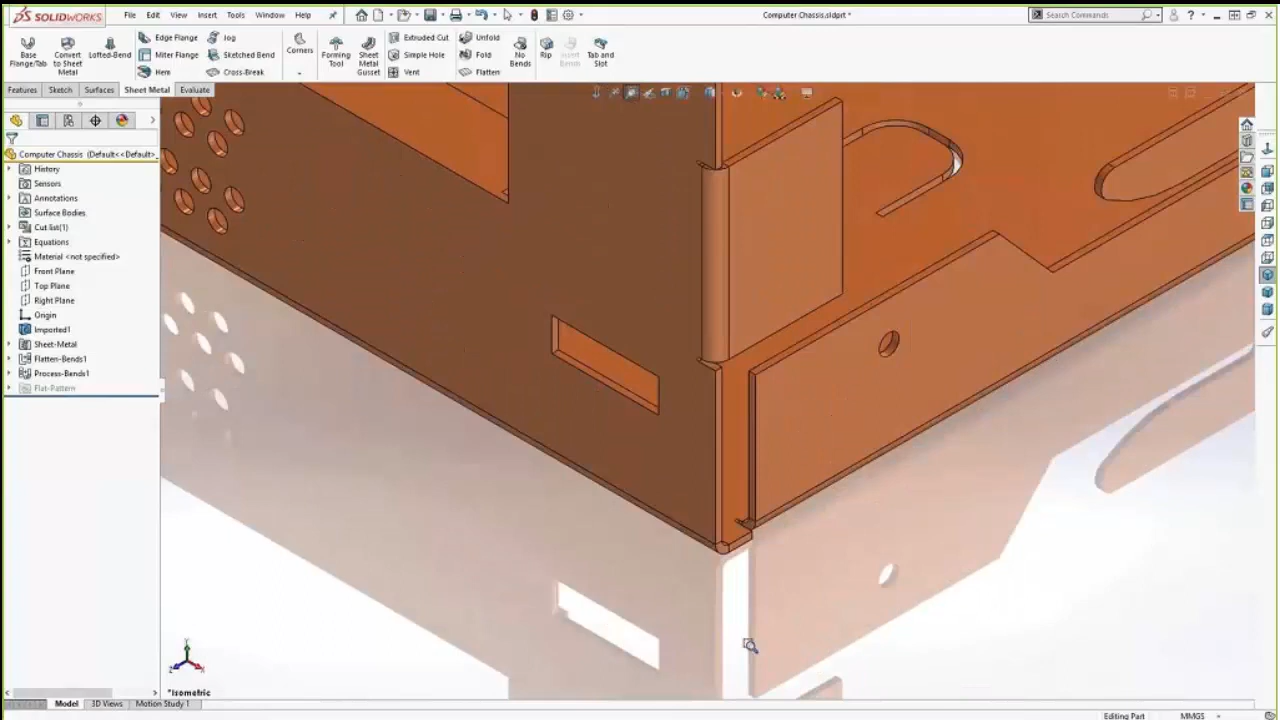 SOLIDWORKS File Edit View Insert Tools Window Help Computer Chassis.sldprt * Search Commands ?
Base Flange/Tab
Convert to Sheet Metal
Lofted-Bend
Edge Flange
Miter Flange
Hem
Jog
Sketched Bend
Cross-Break
Corners
Forming Tool
Sheet Metal Gusset
Extruded Cut
Simple Hole
Vent
Unfold
Fold
Flatten
No Bends
Rip
Insert Bends
Tab and Slot
Features Sketch Surfaces Sheet Metal Evaluate
Computer Chassis (Default<<Default>_
History
Sensors
Annotations
Surface Bodies
Cut list(1)
Equations
Material <not specified>
Front Plane
Top Plane
Right Plane
Origin
Imported1
Sheet-Metal
Flatten-Bends1
Process-Bends1
Flat-Pattern
Y
Z X
*Isometric
Model 3D Views Motion Study 1
Editing Part MMGS